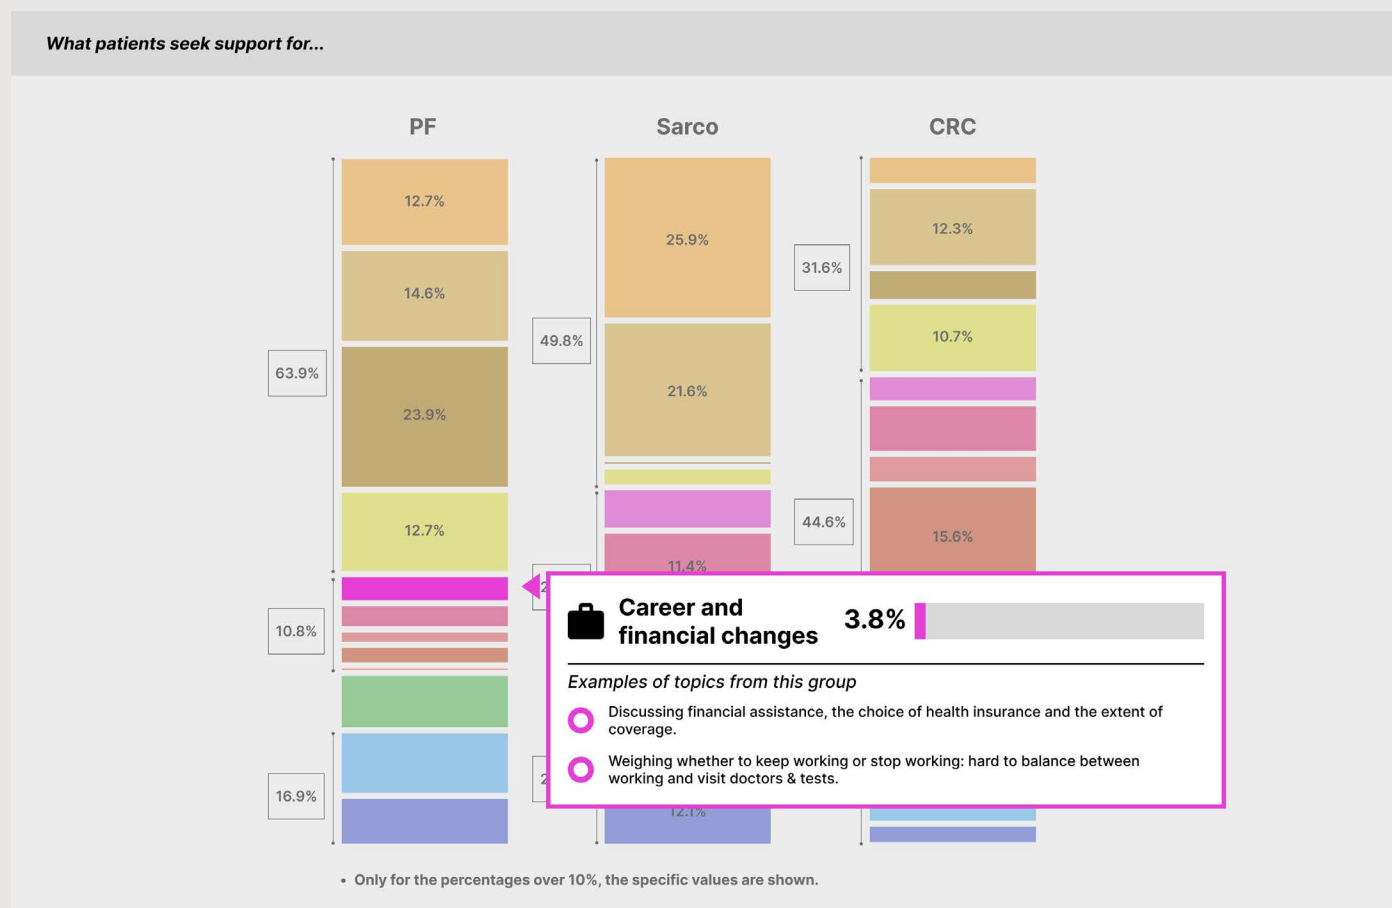 What patients seek support for...
PF
Sarco
CRC
12.7%
14.6%
63.9%
23.9%
12.7%
10.8%
16.9%
25.9%
49.8%
21.6%
11.4%
12.1%
12.3%
31.6%
10.7%
44.6%
15.6%
Career and
financial changes
3.8%
Examples of topics from this group
Discussing financial assistance, the choice of health insurance and the extent of
coverage.
Weighing whether to keep working or stop working: hard to balance between
working and visit doctors & tests.
• Only for the percentages over 10%, the specific values are shown.